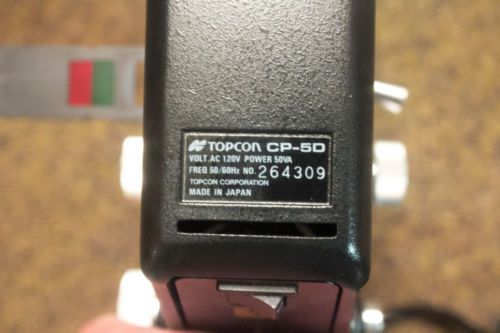 TOPCON CP-5D
VOLT. AC 120V POWER 50VA
FREQ 50/60Hz NO. 264309
TOPCON CORPORATION
MADE IN JAPAN